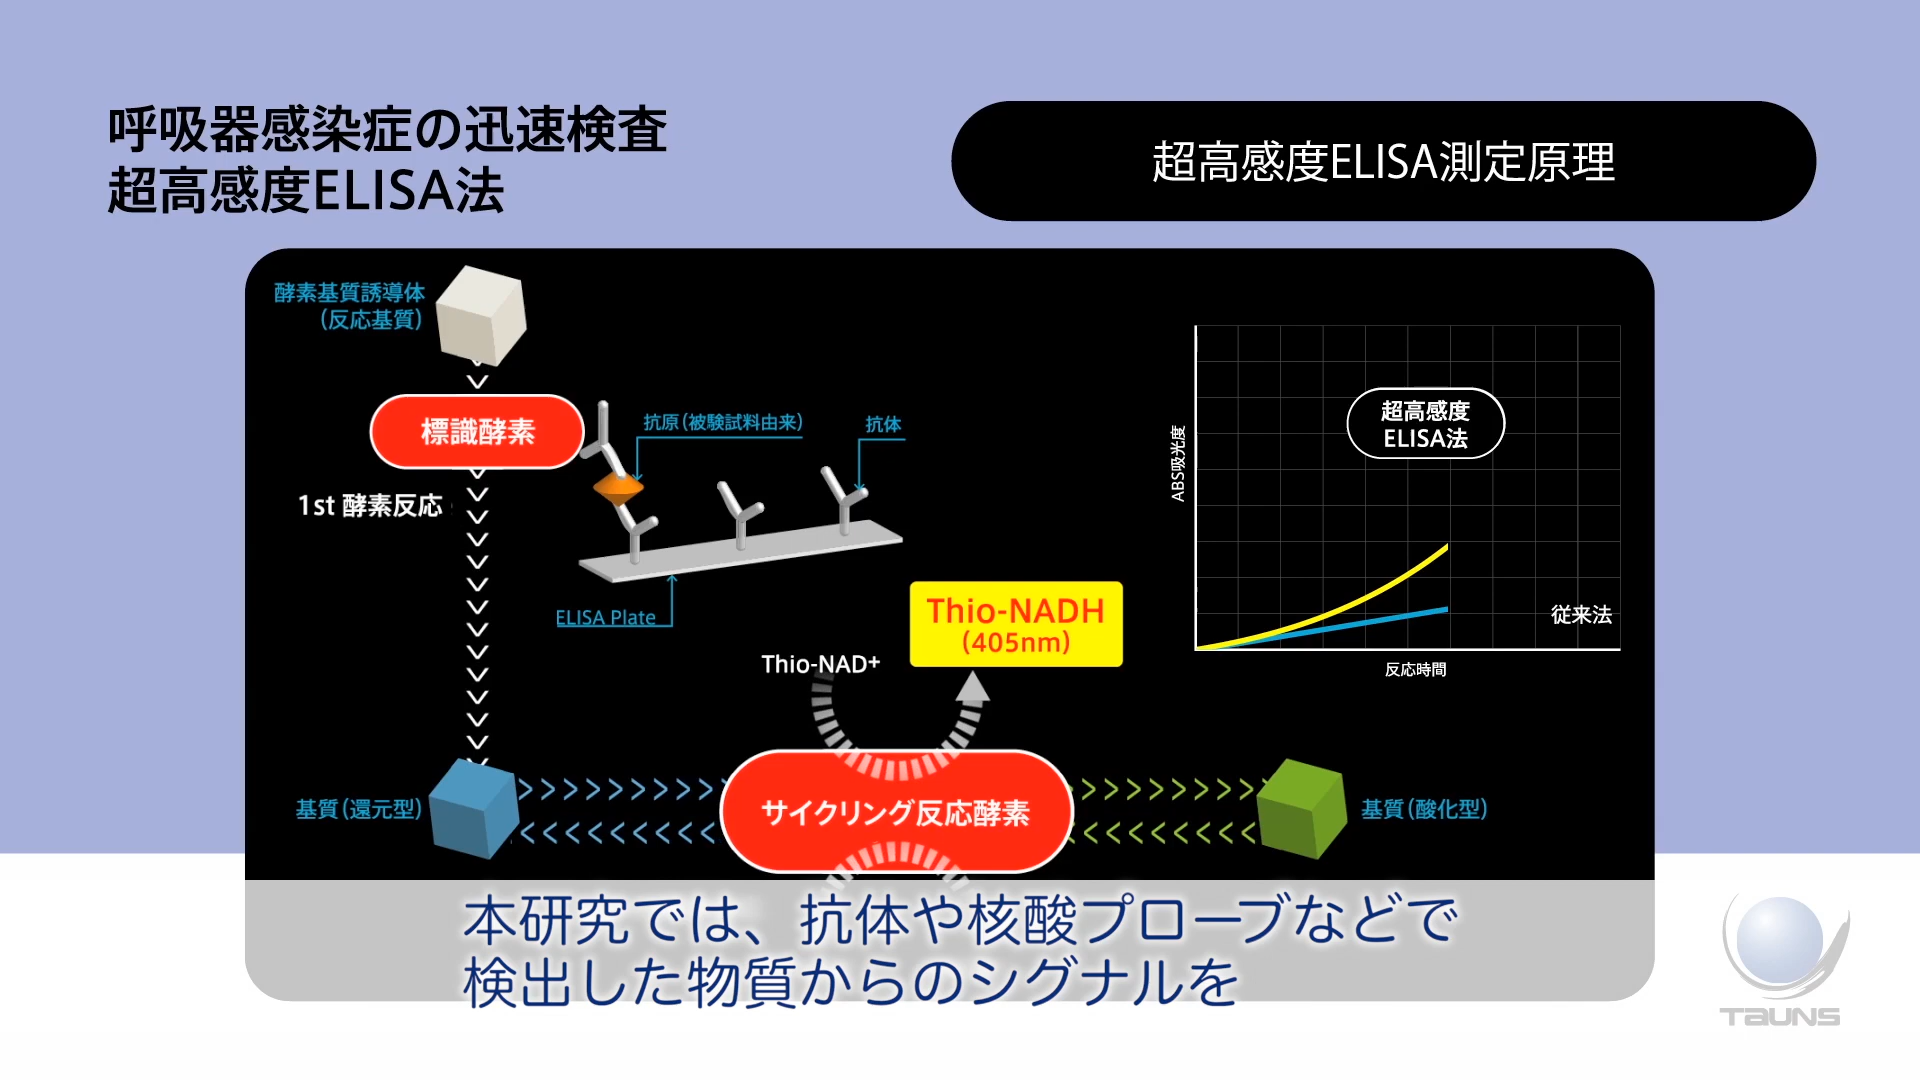 呼吸器感染症の迅速検査
超高感度ELISA法
超高感度ELISA測定原理
酵素基質誘導体
(反応基質)
標識酵素
1st 酵素反応
抗原(被験試料由来)
抗体
ELISA Plate
Thio-NAD+
Thio-NADH
(405nm)
サイクリング反応酵素
基質(還元型)
基質(酸化型)
ABS吸光度
超高感度
ELISA法
従来法
反応時間
本研究では、抗体や核酸プローブなどで
検出した物質からのシグナルを
TAUNS